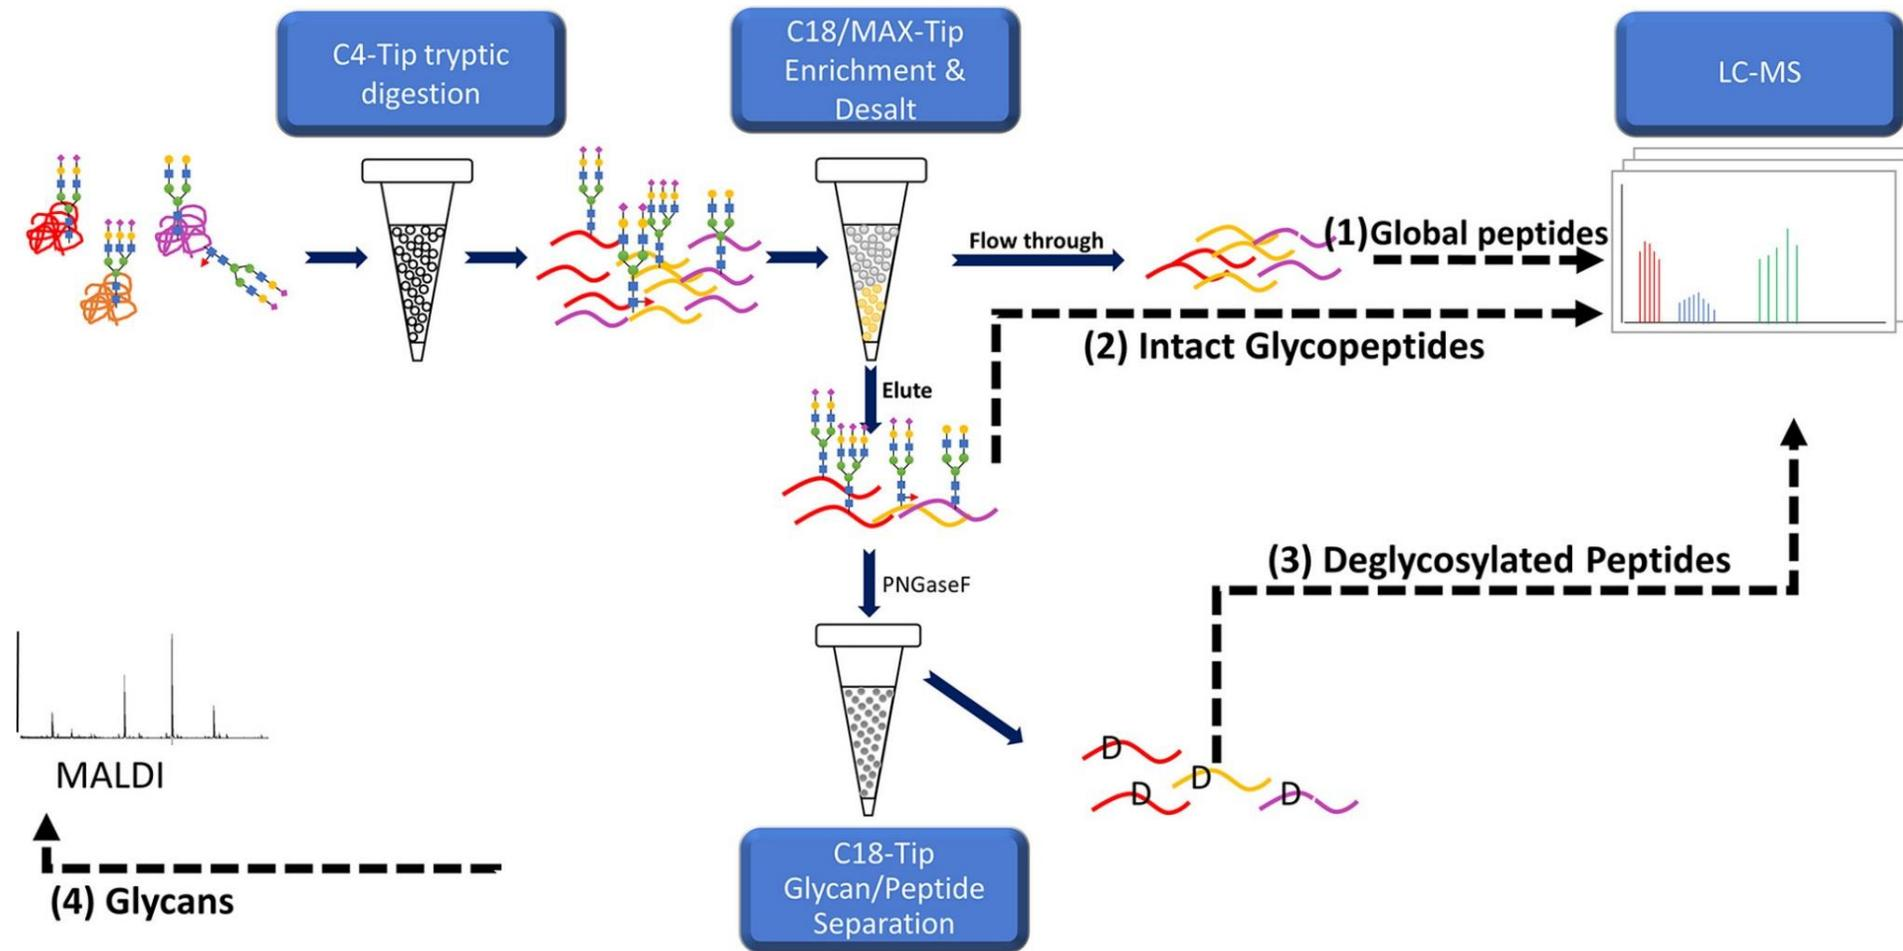 C4-Tip tryptic
digestion
C18/MAX-Tip
Enrichment &
Desalt
LC-MS
Flow through
(1)Global peptides
(2) Intact Glycopeptides
Elute
(3) Deglycosylated Peptides
PNGaseF
D
D
D
D
MALDI
(4) Glycans
C18-Tip
Glycan/Peptide
Separation